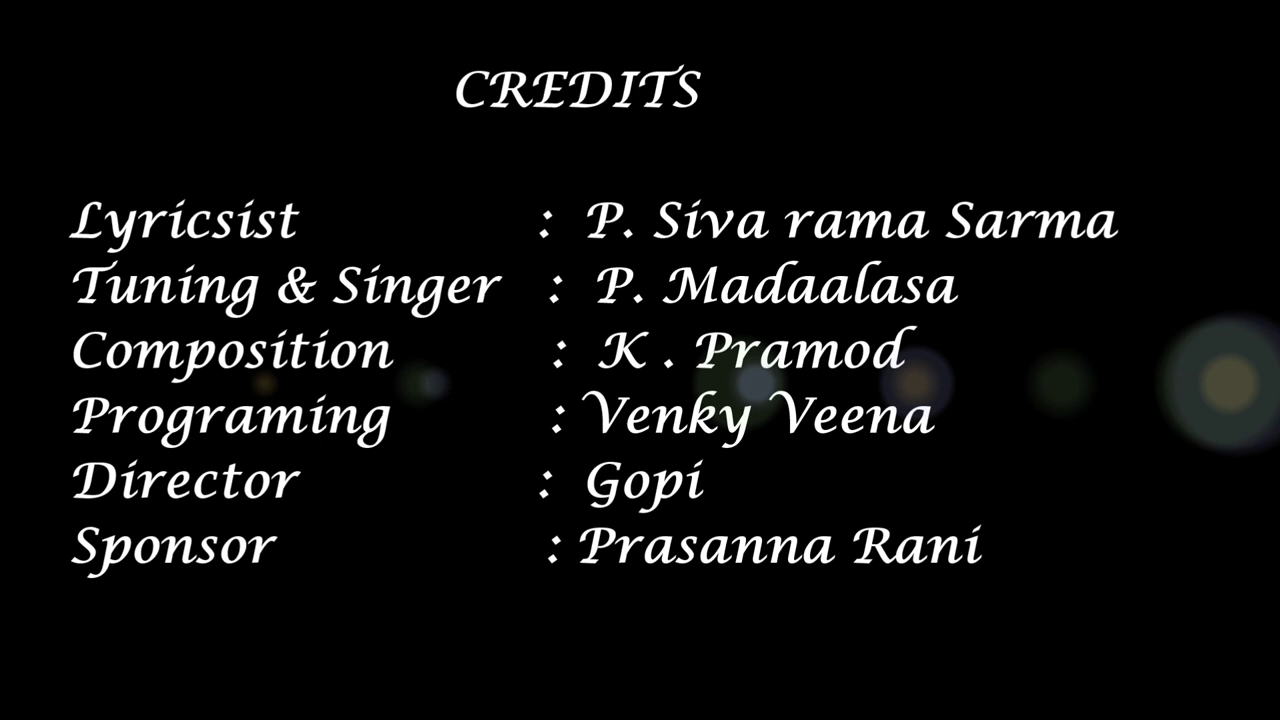 CREDITS
Lyricsist : P. Siva rama Sarma
Tuning & Singer : P. Madaalasa
Composition : K . Pramod
Programing : Venky Veena
Director : Gopi
Sponsor : Prasanna Rani